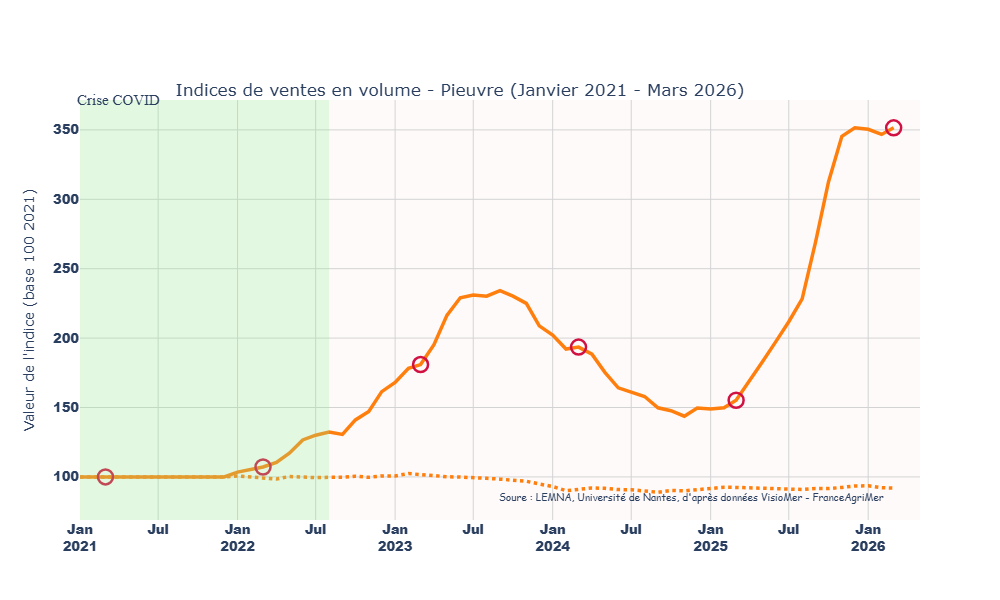 Indices de ventes en volume - Pieuvre (Janvier 2021 - Mars 2026)
Crise COVID
Valeur de l'indice (base 100 2021)
350
300
250
200
150
100
Soure : LEMNA, Université de Nantes, d'après données VisioMer - FranceAgriMer
Jan Jul Jan Jul Jan Jul Jan Jul Jan Jul Jan
2021 2022 2023 2024 2025 2026